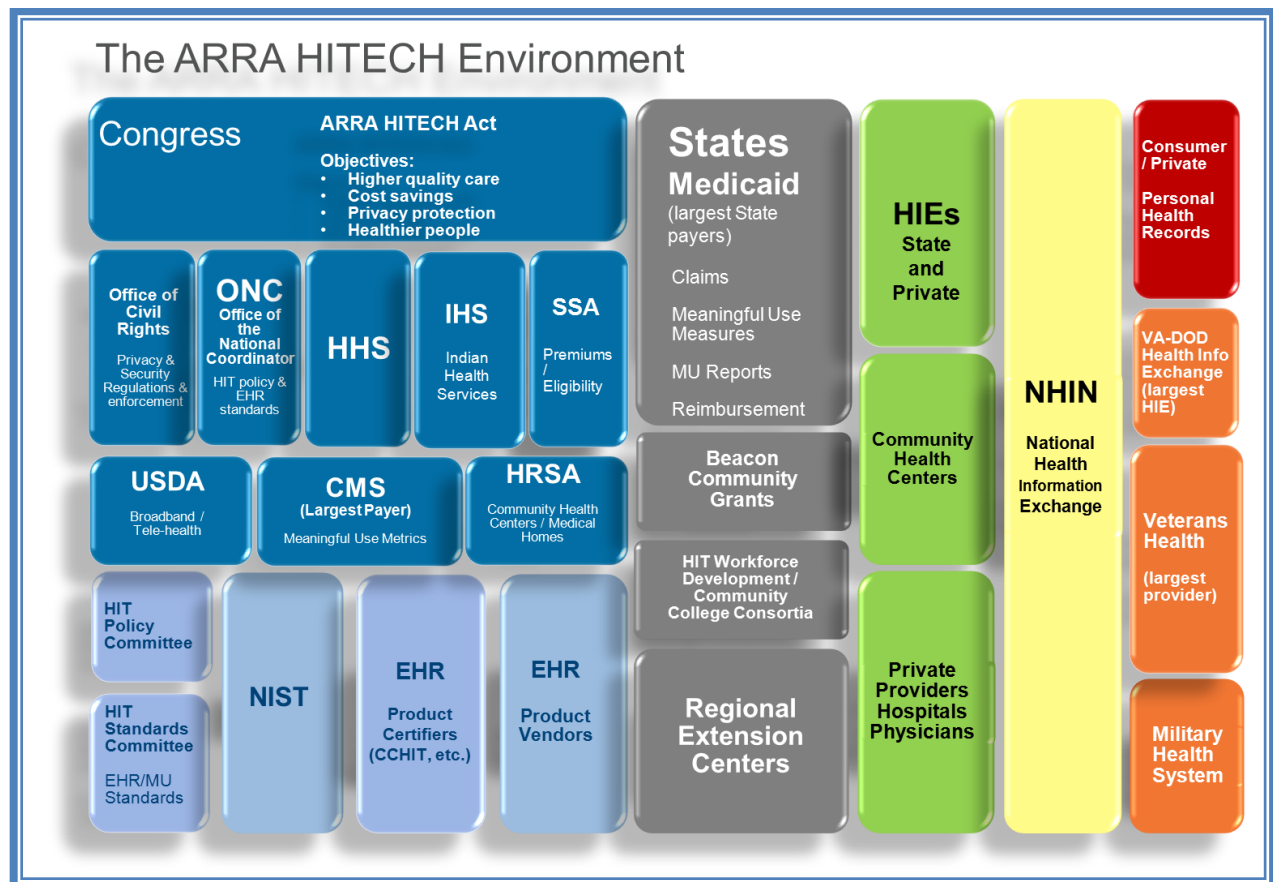 The ARRA HITECH Environment
Congress
ARRA HITECH Act
Objectives:
• Higher quality care
• Cost savings
• Privacy protection
• Healthier people
Office of
Civil
Rights
Privacy &
Security
Regulations &
enforcement
ONC
Office of
the
National
Coordinator
HIT policy &
EHR
standards
HHS
IHS
Indian
Health
Services
SSA
Premiums
/
Eligibility
USDA
Broadband /
Tele-health
CMS
(Largest Payer)
Meaningful Use Metrics
HRSA
Community Health
Centers / Medical
Homes
HIT
Policy
Committee
HIT
Standards
Committee
EHR/MU
Standards
NIST
EHR
Product
Certifiers
(CCHIT, etc.)
EHR
Product
Vendors
States
Medicaid
(largest State
payers)
Claims
Meaningful Use
Measures
MU Reports
Reimbursement
Beacon
Community
Grants
HIT Workforce
Development /
Community
College Consortia
Regional
Extension
Centers
HIEs
State
and
Private
Community
Health
Centers
Private
Providers
Hospitals
Physicians
NHIN
National
Health
Information
Exchange
Consumer
/ Private
Personal
Health
Records
VA-DOD
Health Info
Exchange
(largest
HIE)
Veterans
Health
(largest
provider)
Military
Health
System